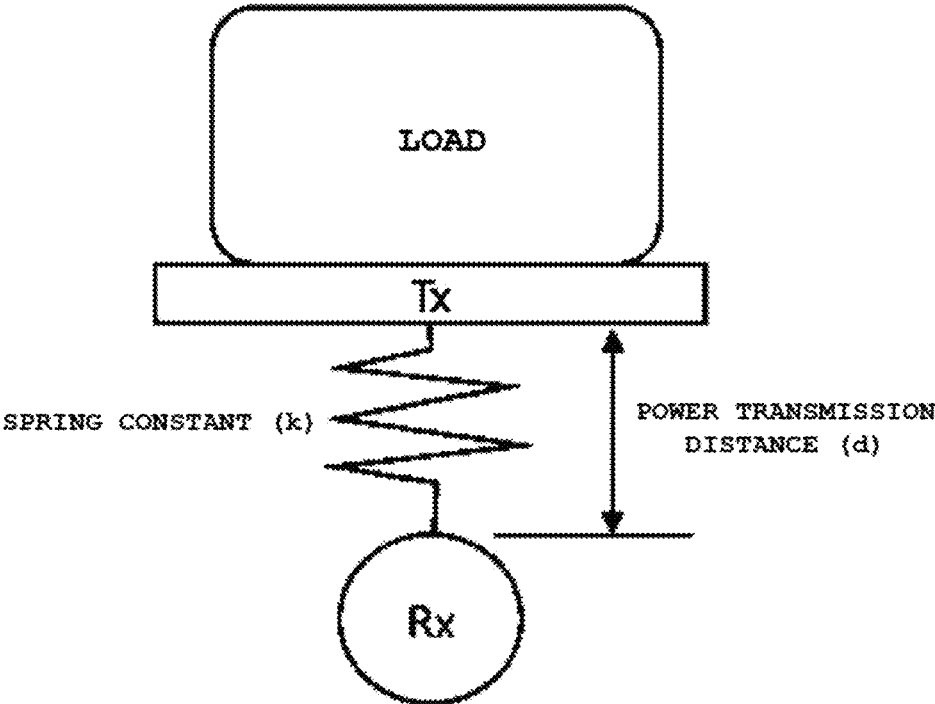 LOAD
Tx
SPRING CONSTANT (k)
POWER TRANSMISSION
DISTANCE (d)
Rx